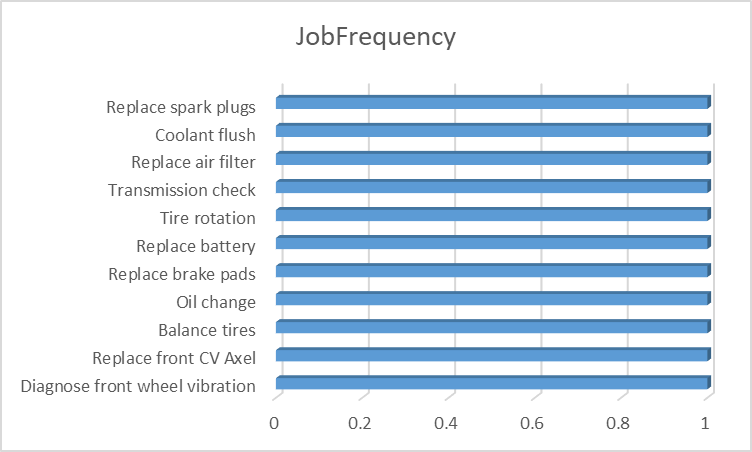 JobFrequency
Replace spark plugs
Coolant flush
Replace air filter
Transmission check
Tire rotation
Replace battery
Replace brake pads
Oil change
Balance tires
Replace front CV Axel
Diagnose front wheel vibration
0 0.2 0.4 0.6 0.8 1